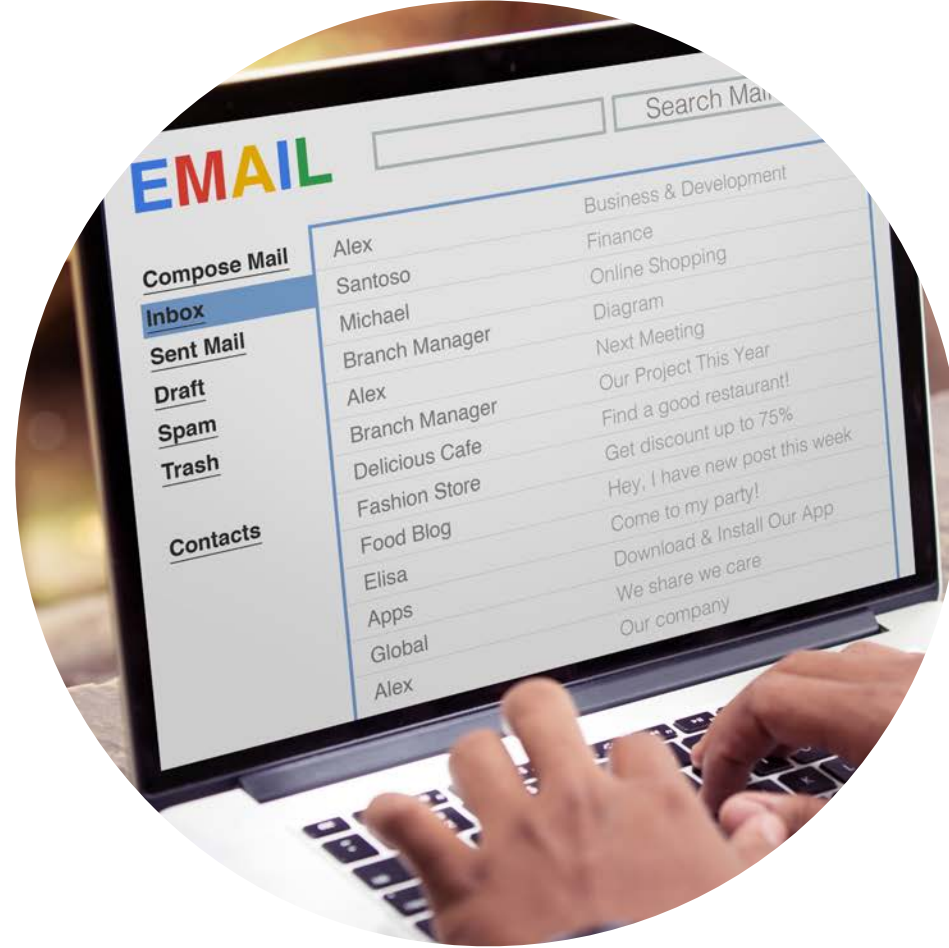 EMAIL
Search Mail
Compose Mail
Inbox
Sent Mail
Draft
Spam
Trash
Contacts
Alex Business & Development
Santoso Finance
Michael Online Shopping
Branch Manager Diagram
Alex Next Meeting
Branch Manager Our Project This Year
Delicious Cafe Find a good restaurant!
Fashion Store Get discount up to 75%
Food Blog Hey, I have new post this week
Elisa Come to my party!
Apps Download & Install Our App
Global We share we care
Alex Our company